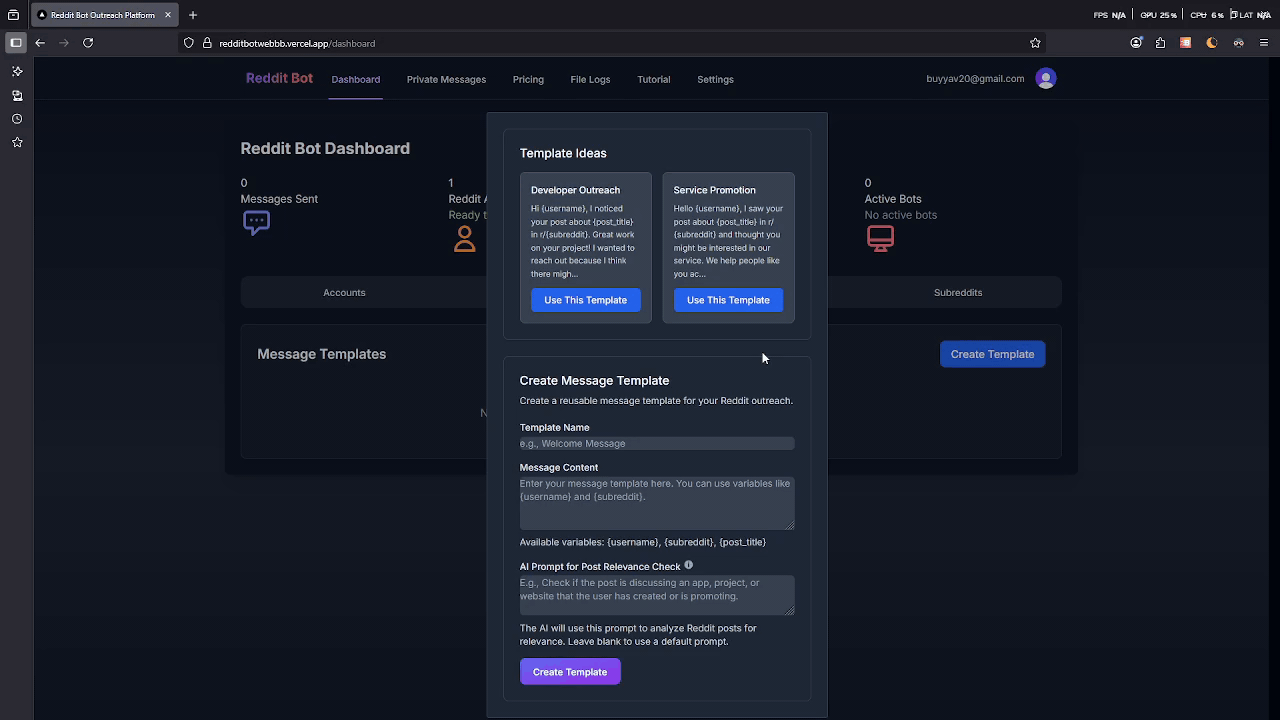 Reddit Bot Outreach Platform
FPS N/A
GPU 25%
CPU 6%
LAT N/A
redditbotwebbb.vercel.app/dashboard
Reddit Bot
Dashboard
Private Messages
Pricing
File Logs
Tutorial
Settings
buyyav20@gmail.com
Reddit Bot Dashboard
0
Messages Sent
1
Reddit A
Ready t
0
Active Bots
No active bots
Accounts
Subreddits
Message Templates
Create Template
N
Template Ideas
Developer Outreach
Hi {username}, I noticed
your post about {post_title}
in r/{subreddit}. Great work
on your project! I wanted to
reach out because I think
there migh...
Use This Template
Service Promotion
Hello {username}, I saw your
post about {post_title} in r/
{subreddit} and thought you
might be interested in our
service. We help people like
you ac...
Use This Template
Create Message Template
Create a reusable message template for your Reddit outreach.
Template Name
e.g., Welcome Message
Message Content
Enter your message template here. You can use variables like
{username} and {subreddit}.
Available variables: {username}, {subreddit}, {post_title}
AI Prompt for Post Relevance Check
E.g., Check if the post is discussing an app, project, or
website that the user has created or is promoting.
The AI will use this prompt to analyze Reddit posts for
relevance. Leave blank to use a default prompt.
Create Template